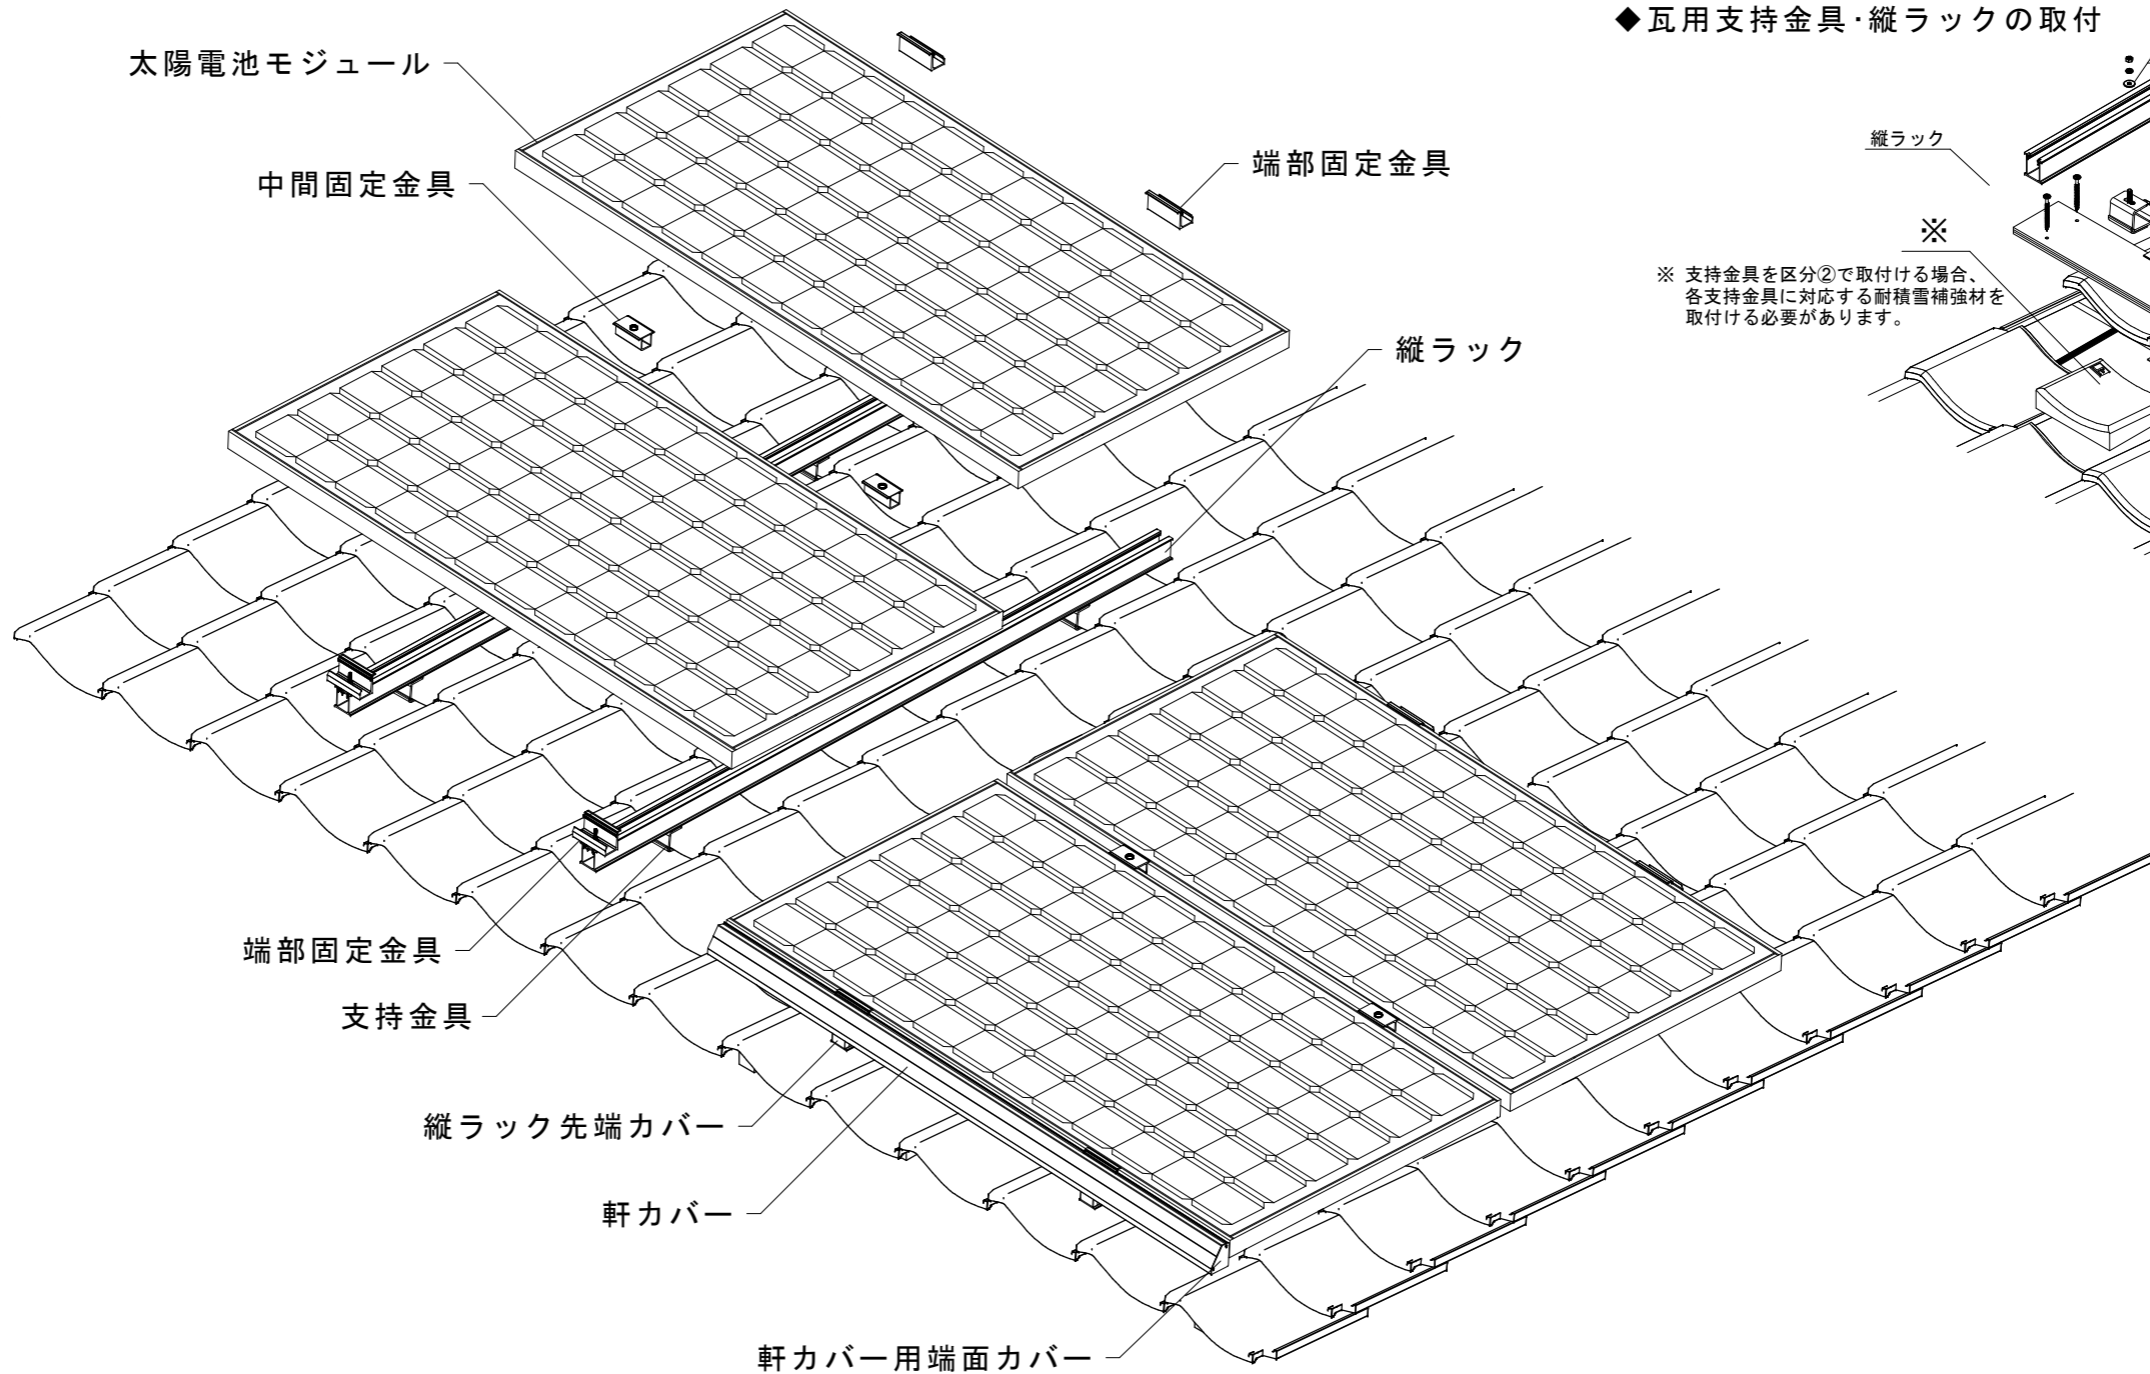 ◆瓦用支持金具・縦ラックの取付
太陽電池モジュール
中間固定金具
端部固定金具
縦ラック
※
※ 支持金具を区分②で取付ける場合、
各支持金具に対応する耐積雪補強材を
取付ける必要があります。
縦ラック
端部固定金具
支持金具
縦ラック先端カバー
軒カバー
軒カバー用端面カバー